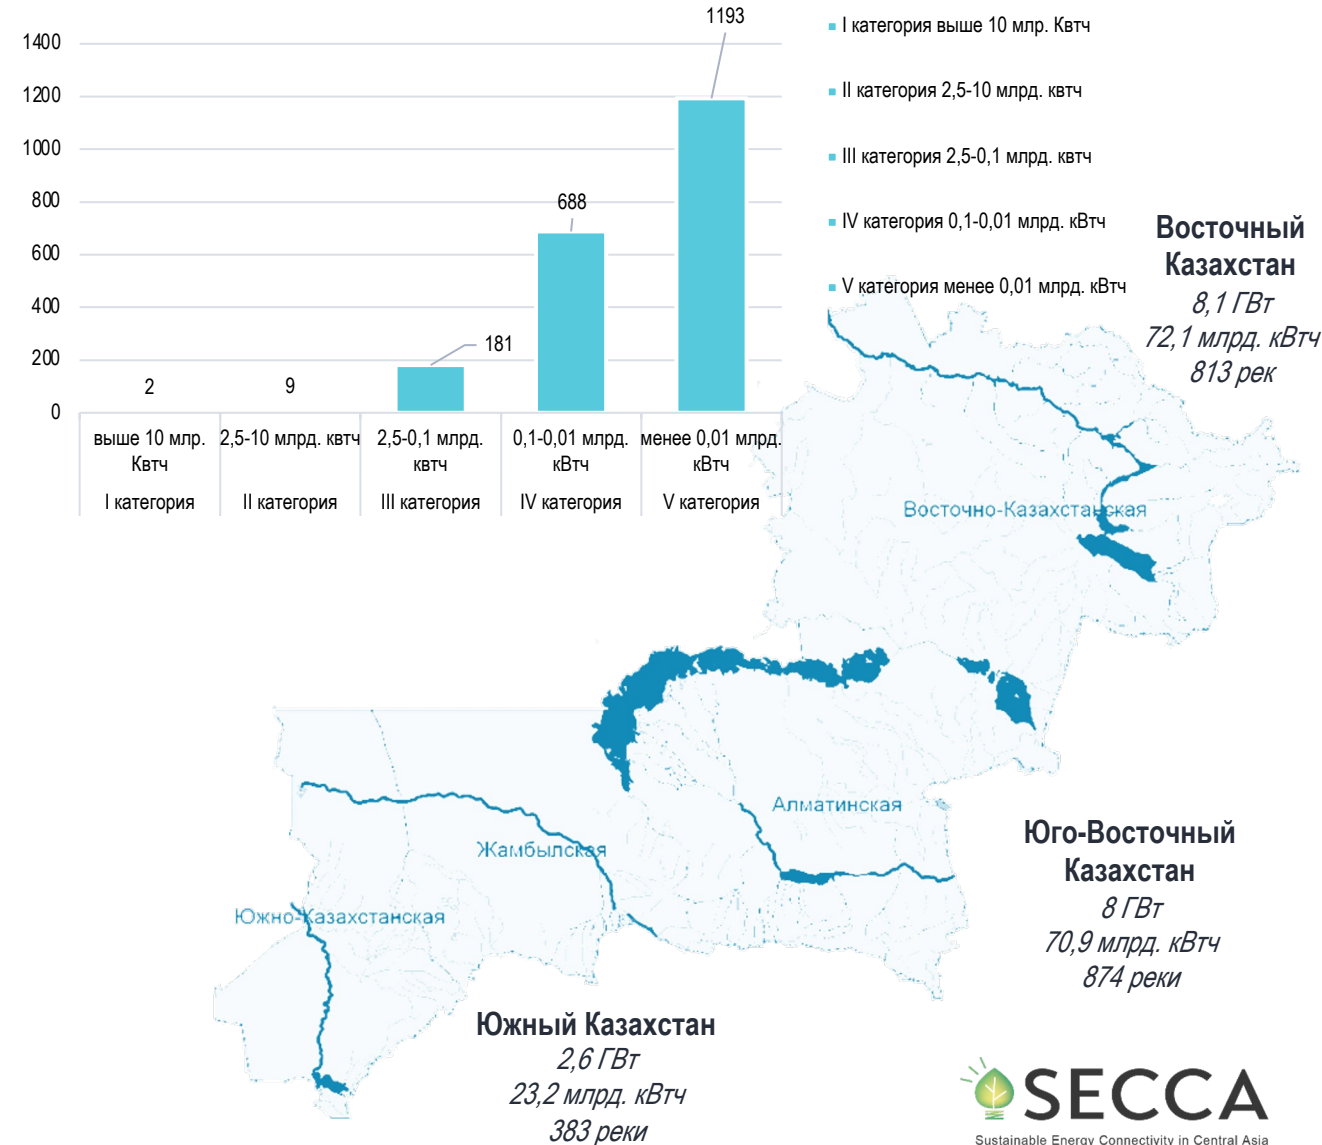 1193
1400
1200
1000
800
600
400
200
0
688
181
2
9
выше 10 млр. Квтч
2,5-10 млрд. квтч
2,5-0,1 млрд. квтч
0,1-0,01 млрд. кВтч
менее 0,01 млрд. кВтч
I категория
II категория
III категория
IV категория
V категория
I категория выше 10 млр. Квтч
II категория 2,5-10 млрд. квтч
III категория 2,5-0,1 млрд. квтч
IV категория 0,1-0,01 млрд. кВтч
V категория менее 0,01 млрд. кВтч
Восточный
Казахстан
8,1 ГВт
72,1 млрд. кВтч
813 рек
Восточно-Казахстанская
Алматинская
Жамбылская
Южно-Казахстанская
Юго-Восточный
Казахстан
8 ГВт
70,9 млрд. кВтч
874 реки
Южный Казахстан
2,6 ГВт
23,2 млрд. кВтч
383 реки
SECCA
Sustainable Energy Connectivity in Central Asia